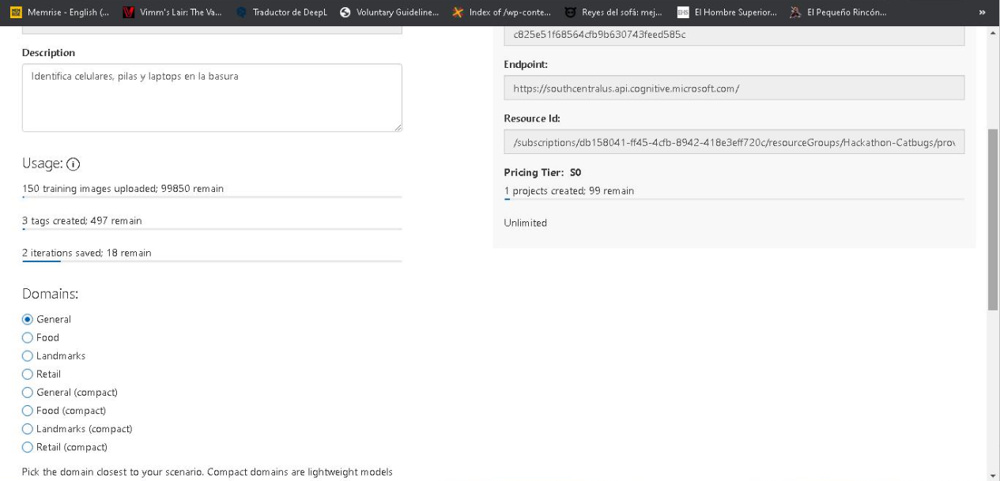 Memrise - English (...
Vimm's Lair: The Va...
Traductor de DeepL
Voluntary Guideline...
Index of /wp-conte...
Reyes del sofá: mej...
EHS
El Hombre Superior...
El Pequeño Rincón...
»
c825e51f68564cfb9b630743feed585c
Description
Identifica celulares, pilas y laptops en la basura
Endpoint:
https://southcentralus.api.cognitive.microsoft.com/
Resource Id:
/subscriptions/db158041-ff45-4cfb-8942-418e3eff720c/resourceGroups/Hackathon-Catbugs/prov
Pricing Tier: S0
1 projects created; 99 remain
Unlimited
Usage:
150 training images uploaded; 99850 remain
3 tags created; 497 remain
2 iterations saved; 18 remain
Domains:
General
Food
Landmarks
Retail
General (compact)
Food (compact)
Landmarks (compact)
Retail (compact)
Pick the domain closest to your scenario. Compact domains are lightweight models